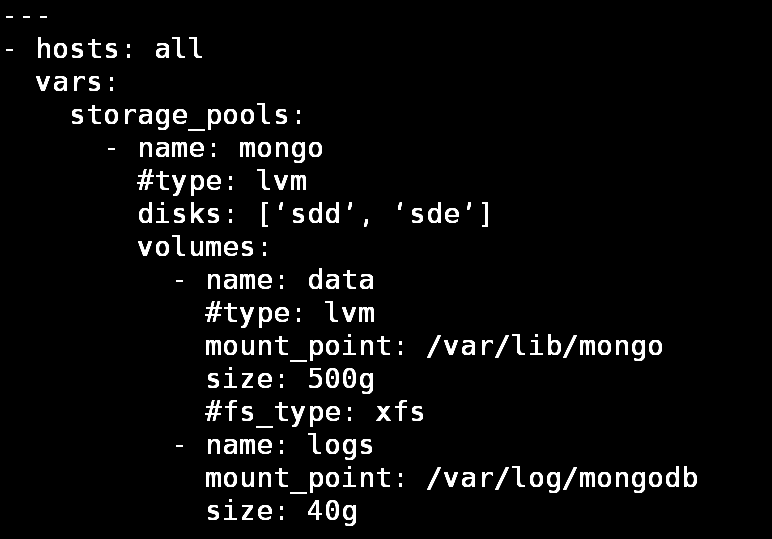 ---
- hosts: all
  vars:
    storage_pools:
      - name: mongo
        #type: lvm
        disks: [‘sdd’, ‘sde’]
        volumes:
          - name: data
            #type: lvm
            mount_point: /var/lib/mongo
            size: 500g
            #fs_type: xfs
          - name: logs
            mount_point: /var/log/mongodb
            size: 40g